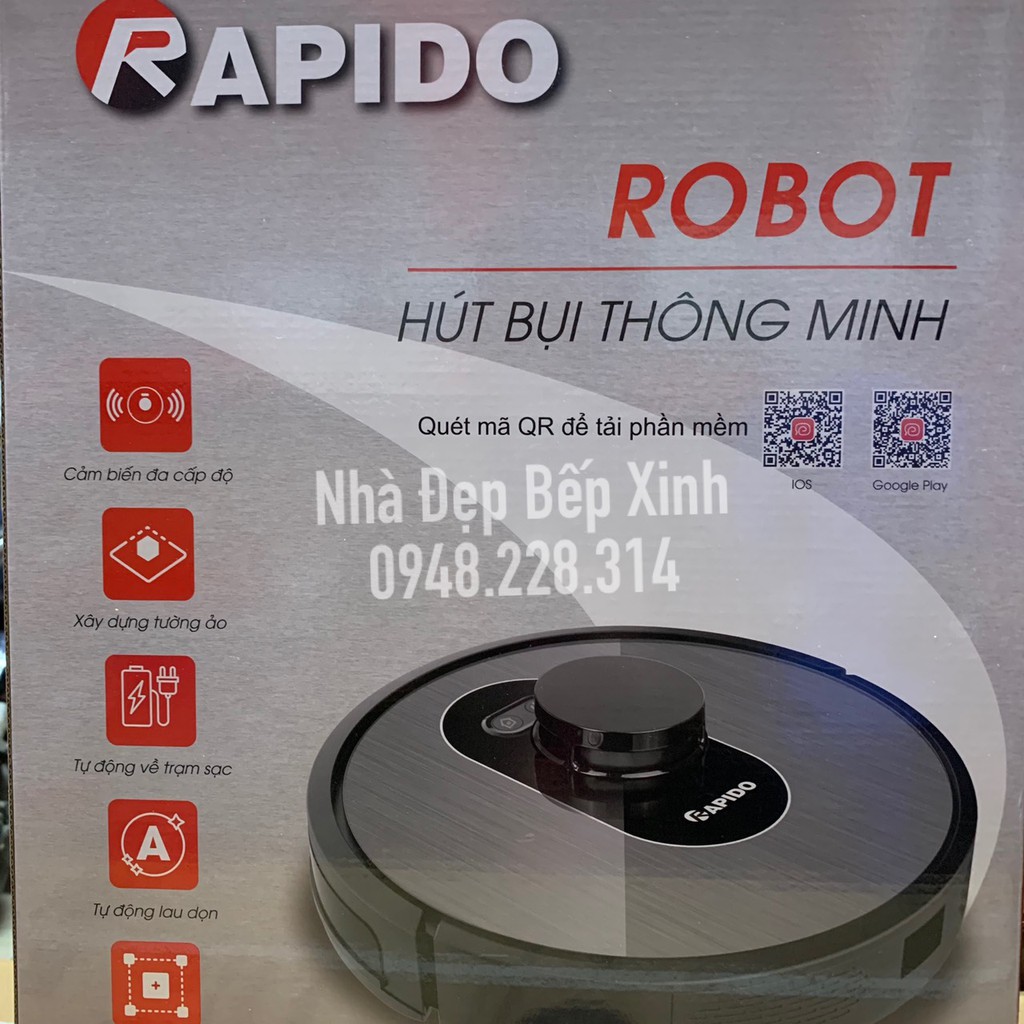 RAPIDO
ROBOT
HÚT BỤI THÔNG MINH
Quét mã QR để tải phần mềm
IOS
Google Play
Nhà Đẹp Bếp Xinh
0948.228.314
Cảm biến đa cấp độ
Xây dựng tường ảo
Tự động về trạm sạc
A
Tự động lau dọn
RAPIDO